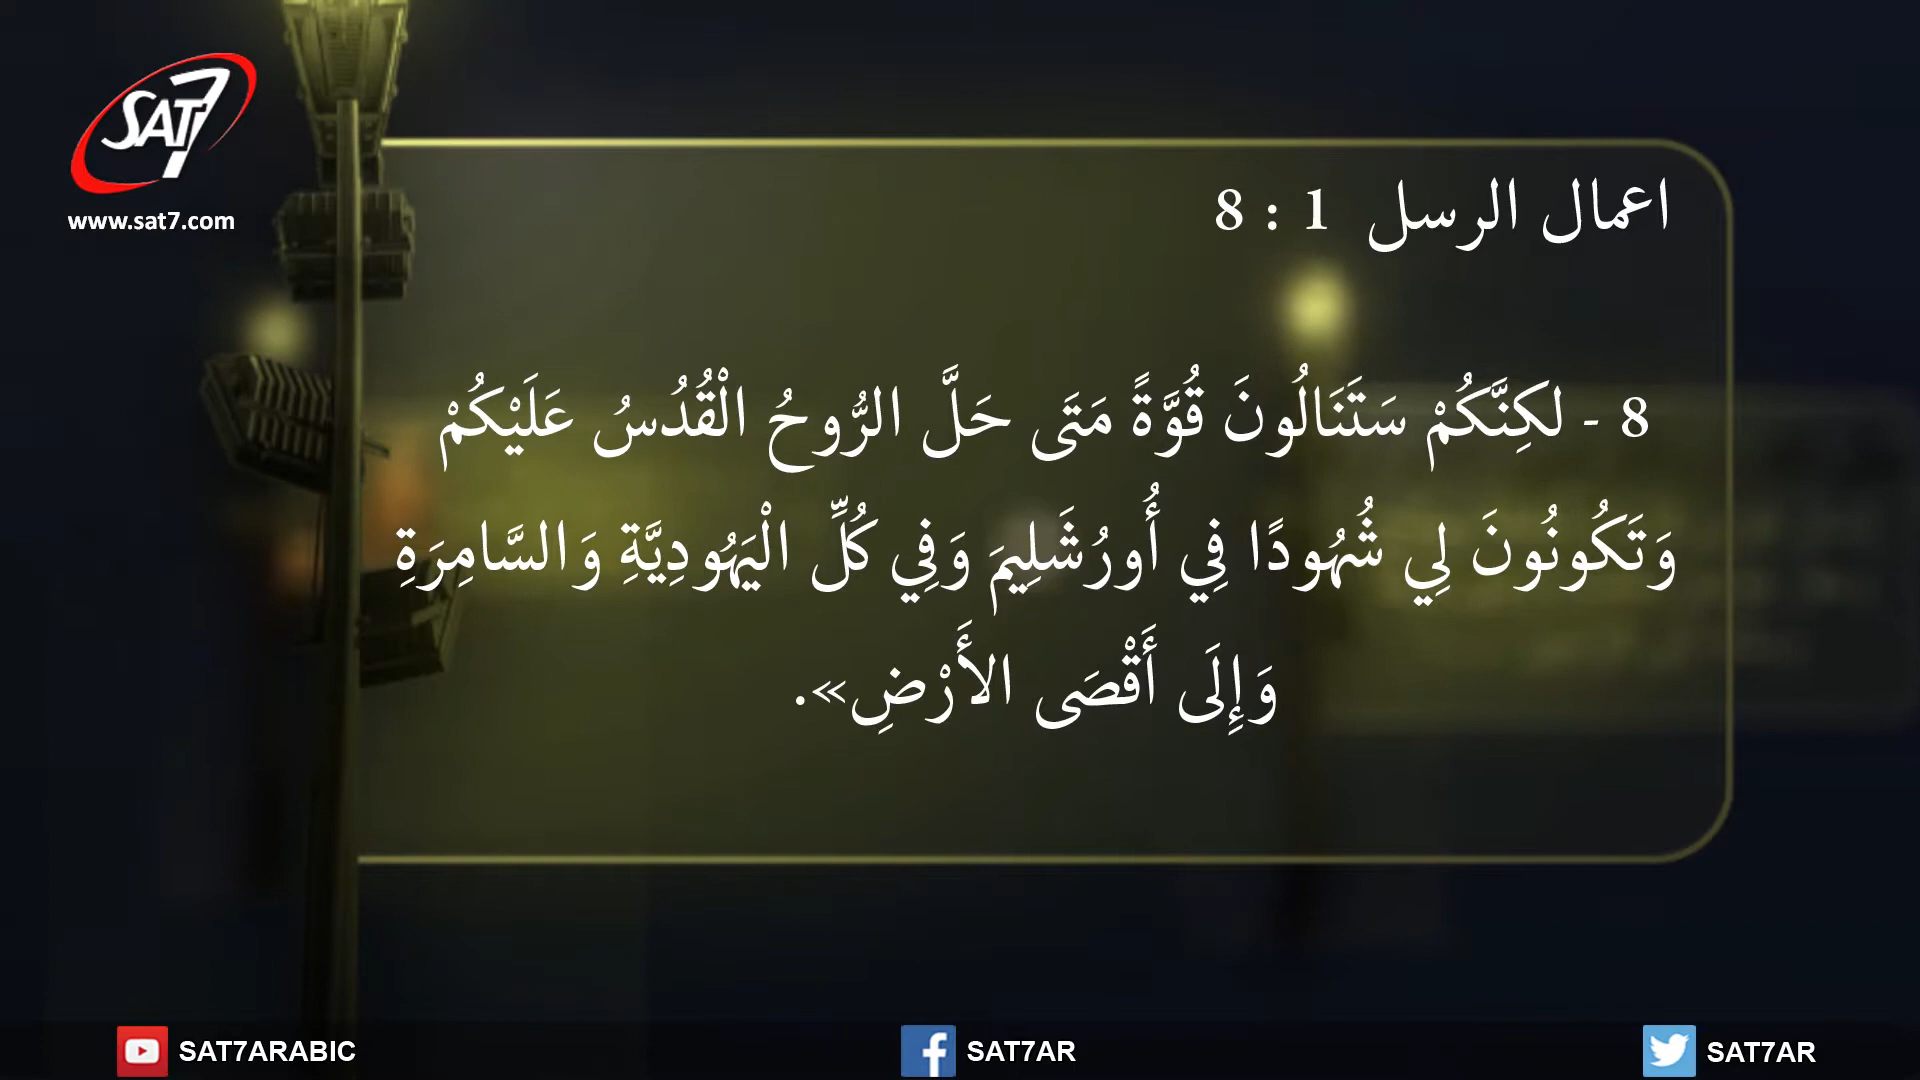 SAT7
www.sat7.com
اعمال الرسل 1 : 8
8 - لكِنَّكُمْ سَتَنَالُونَ قُوَّةً مَتَى حَلَّ الرُّوحُ الْقُدُسُ عَلَيْكُمْ
وَتَكُونُونَ لِي شُهُودًا فِي أُورُشَلِيمَ وَفِي كُلِّ الْيَهُودِيَّةِ وَالسَّامِرَةِ
وَإِلَى أَقْصَى الأَرْضِ».
SAT7ARABIC
SAT7AR
SAT7AR